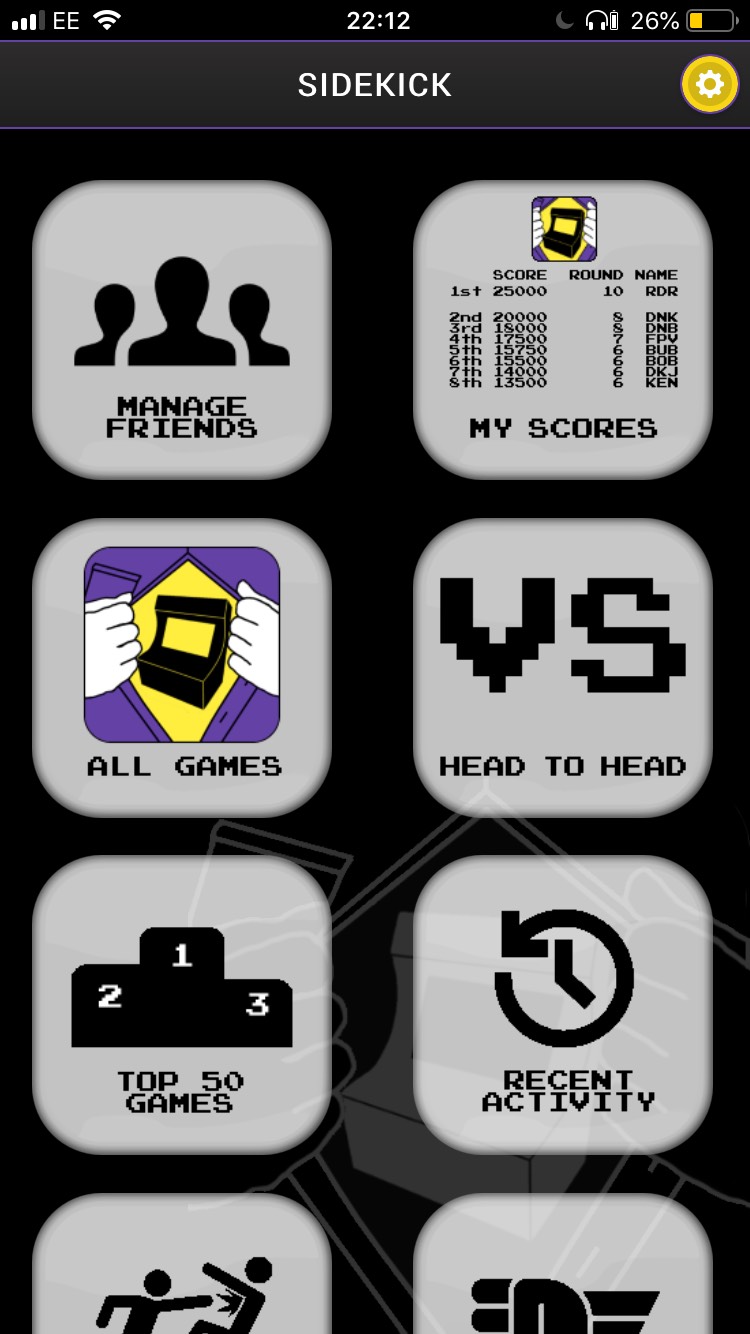 EE 22:12 26%
SIDEKICK
MANAGE
FRIENDS
SCORE ROUND NAME
1st 25000 10 RDR
2nd 20000 8 DNK
3rd 18000 8 DNB
4th 17500 7 FPV
5th 15750 6 BUB
6th 15500 6 BOB
7th 14000 6 DKJ
8th 13500 6 KEN
MY SCORES
ALL GAMES
VS
HEAD TO HEAD
1
2
3
TOP 50
GAMES
RECENT
ACTIVITY